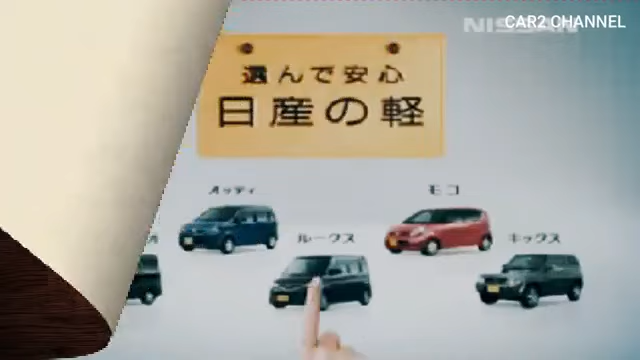 NISSAN
CAR2 CHANNEL
選んで安心
日産の軽
オッティ
モコ
ルークス
キックス